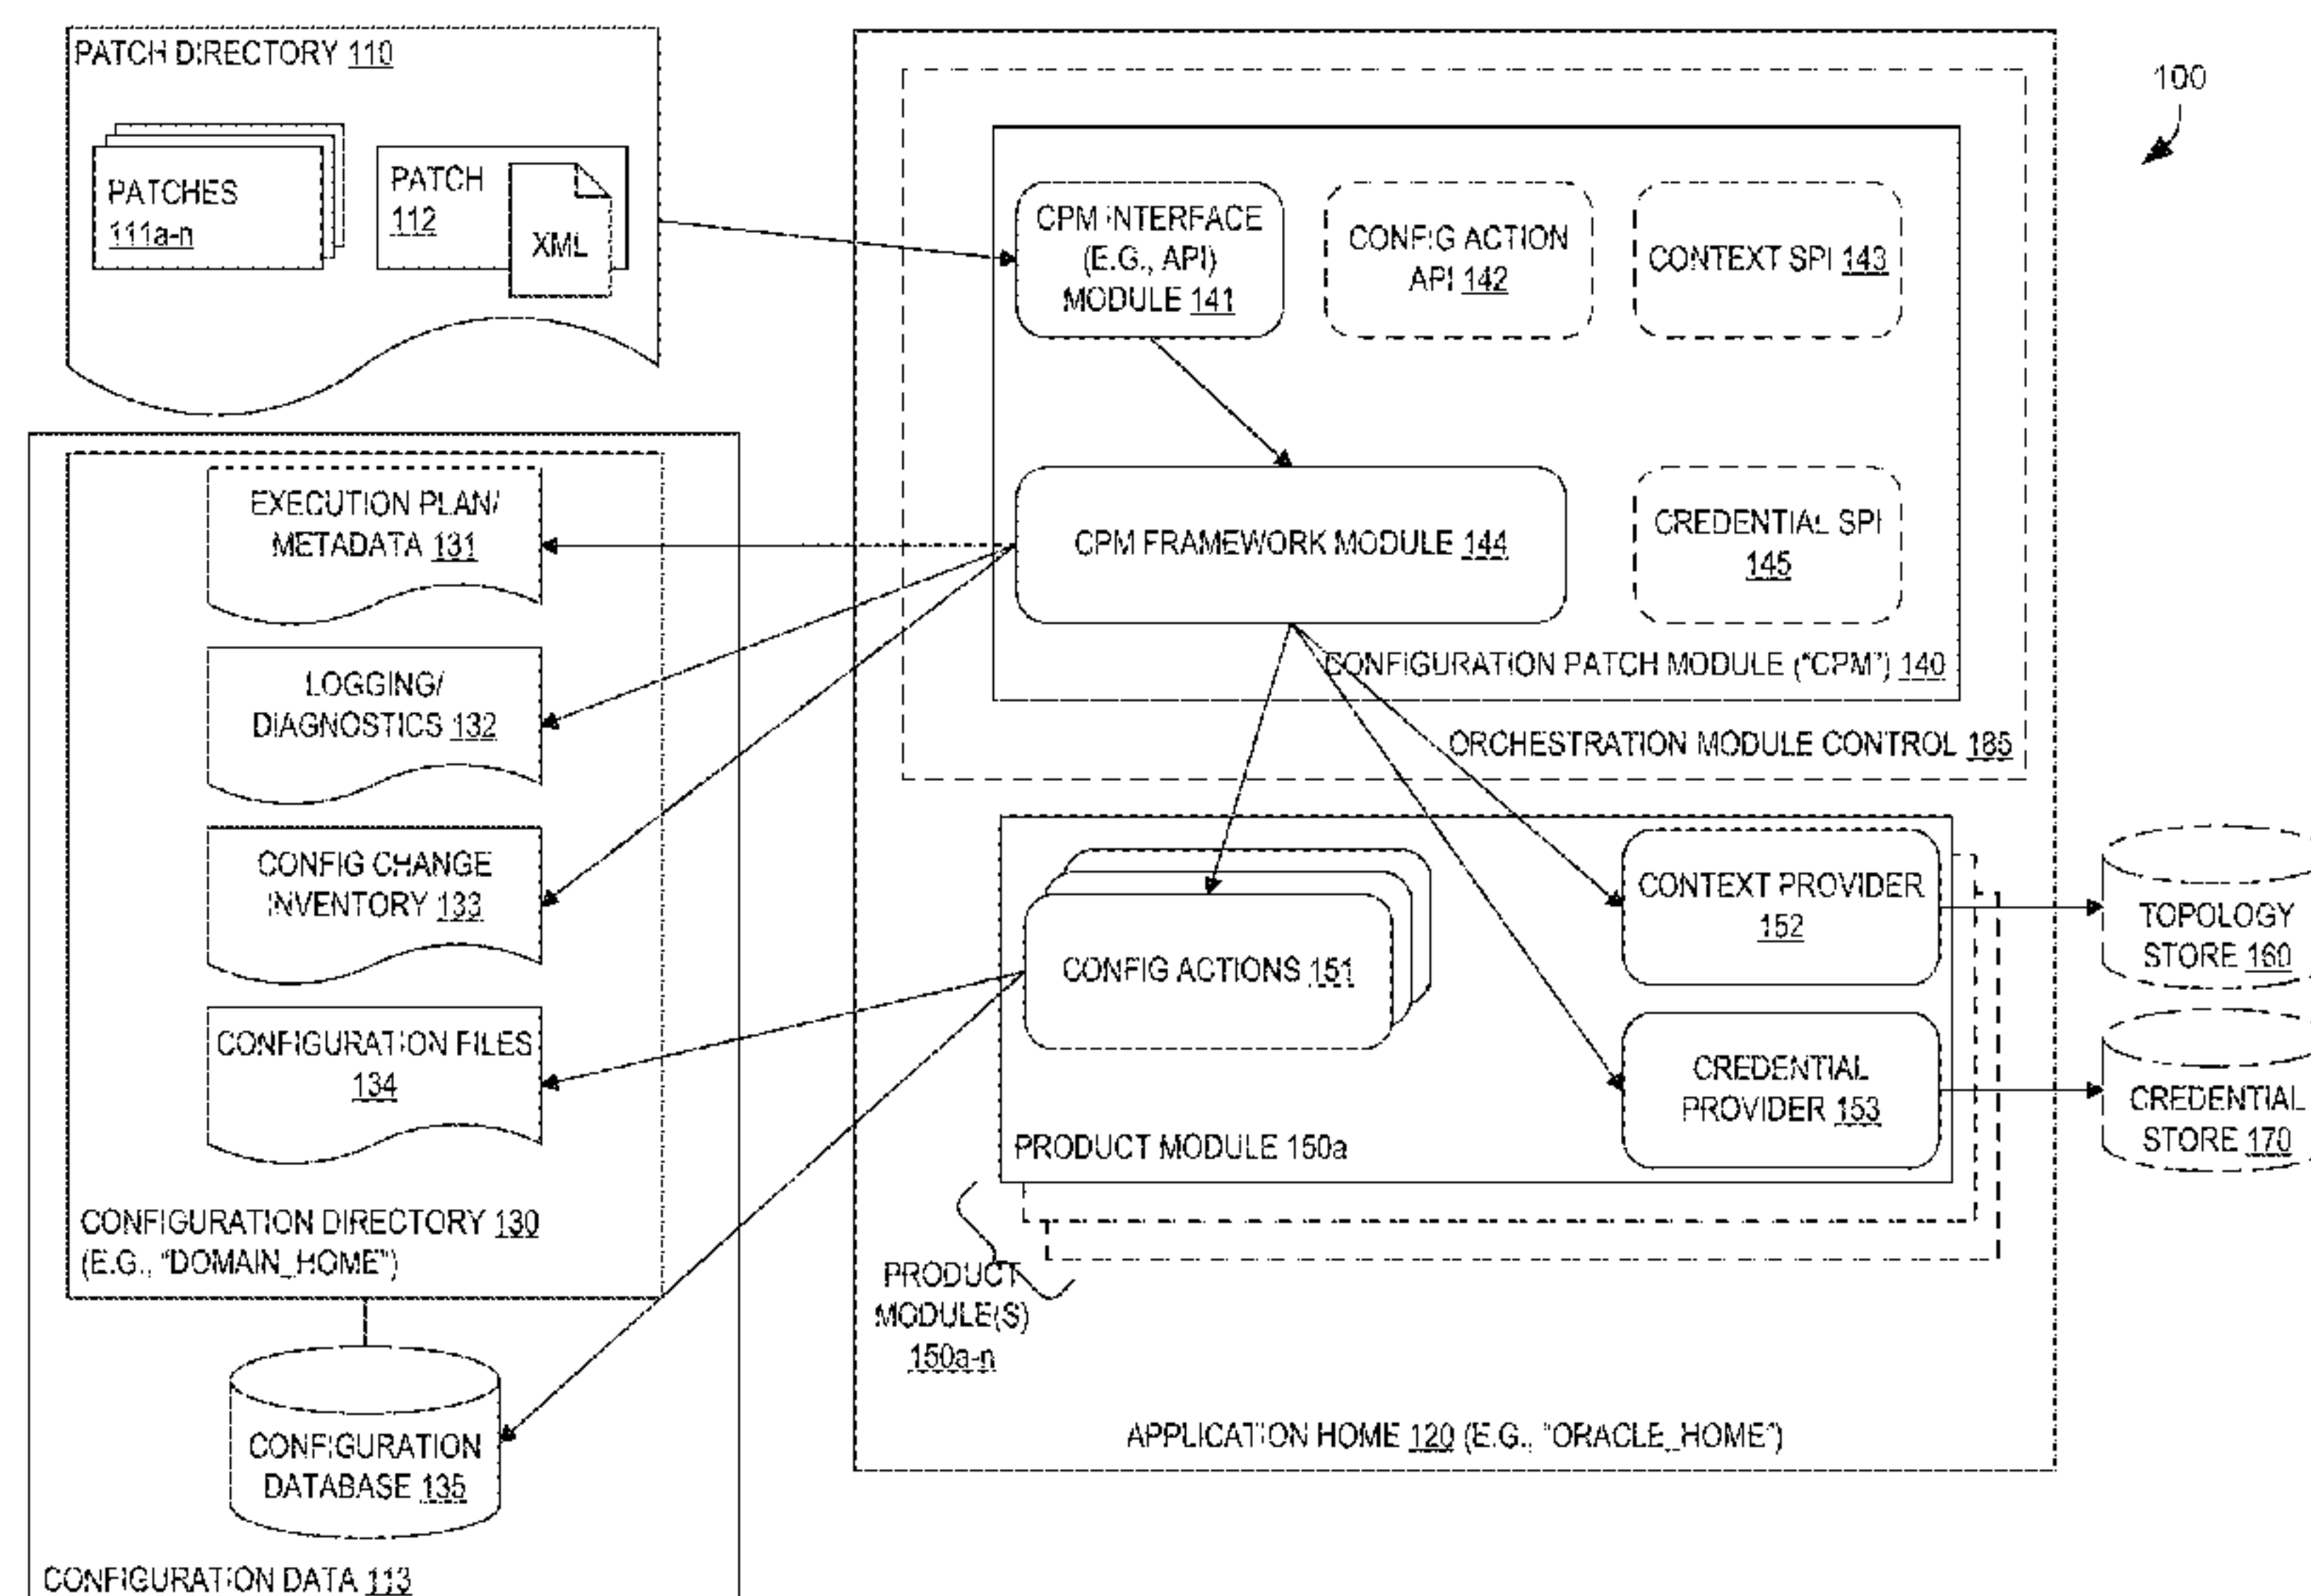 PATCH DIRECTORY 110
PATCHES
111a-n
PATCH
112
XML
100
CPM INTERFACE
(E.G., API)
MODULE 141
CONFIG ACTION
API 142
CONTEXT SPI 143
CPM FRAMEWORK MODULE 144
CREDENTIAL SPI
145
CONFIGURATION PATCH MODULE ("CPM") 140
ORCHESTRATION MODULE CONTROL 185
EXECUTION PLAN/
METADATA 131
LOGGING/
DIAGNOSTICS 132
CONFIG CHANGE
INVENTORY 133
CONFIGURATION FILES
134
CONFIGURATION DIRECTORY 130
(E.G., "DOMAIN_HOME")
CONFIGURATION
DATABASE 135
CONFIGURATION DATA 113
CONFIG ACTIONS 151
CONTEXT PROVIDER
152
CREDENTIAL
PROVIDER 153
PRODUCT MODULE 150a
PRODUCT
MODULE(S)
150a-n
TOPOLOGY
STORE 160
CREDENTIAL
STORE 170
APPLICATION HOME 120 (E.G., "ORACLE_HOME")